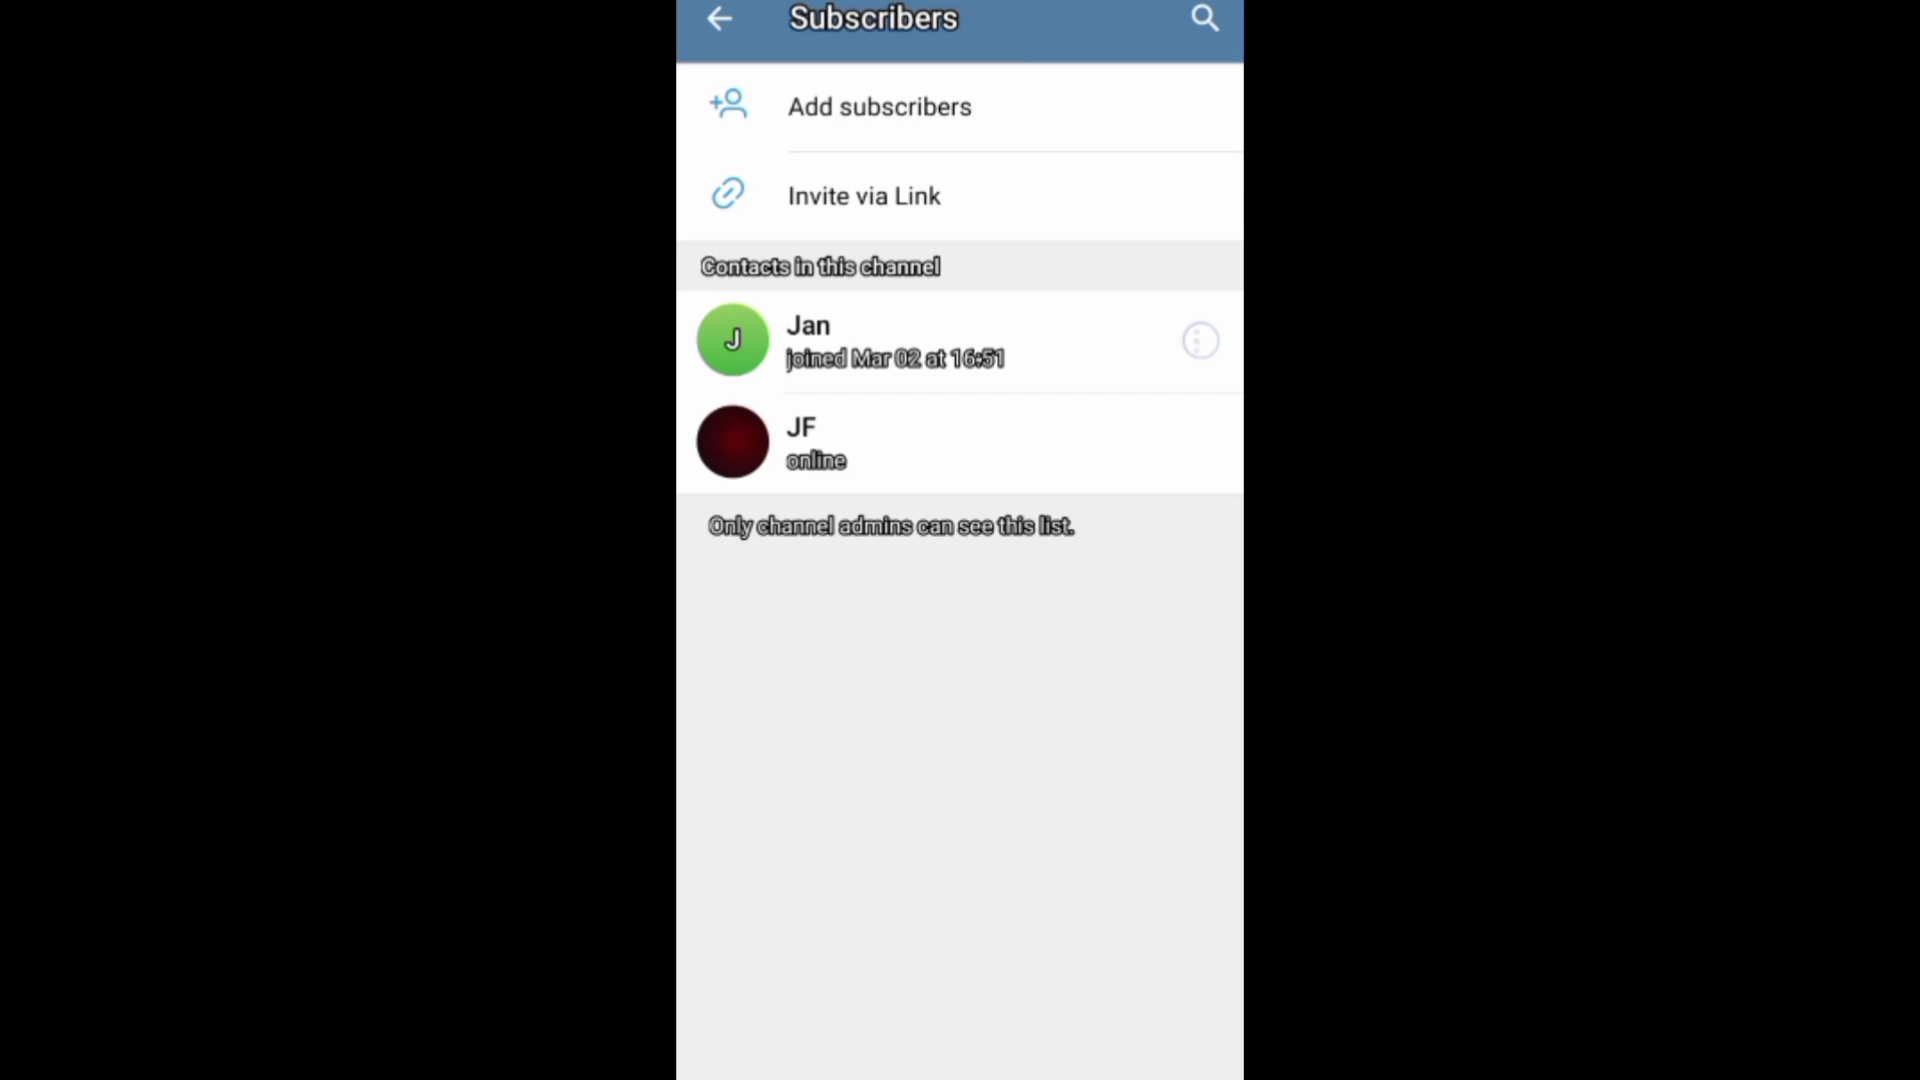 Subscribers
Add subscribers
Invite via Link
Contacts in this channel
J
Jan
joined Mar 02 at 16:51
JF
online
Only channel admins can see this list.